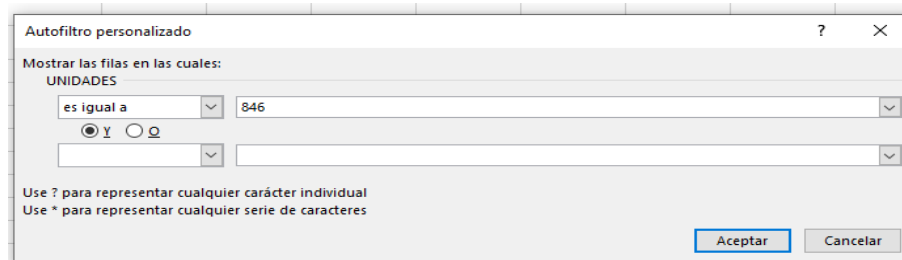 Autofiltro personalizado ?
Mostrar las filas en las cuales:
UNIDADES
es igual a 846
Y O
Use ? para representar cualquier carácter individual
Use * para representar cualquier serie de caracteres
Aceptar Cancelar